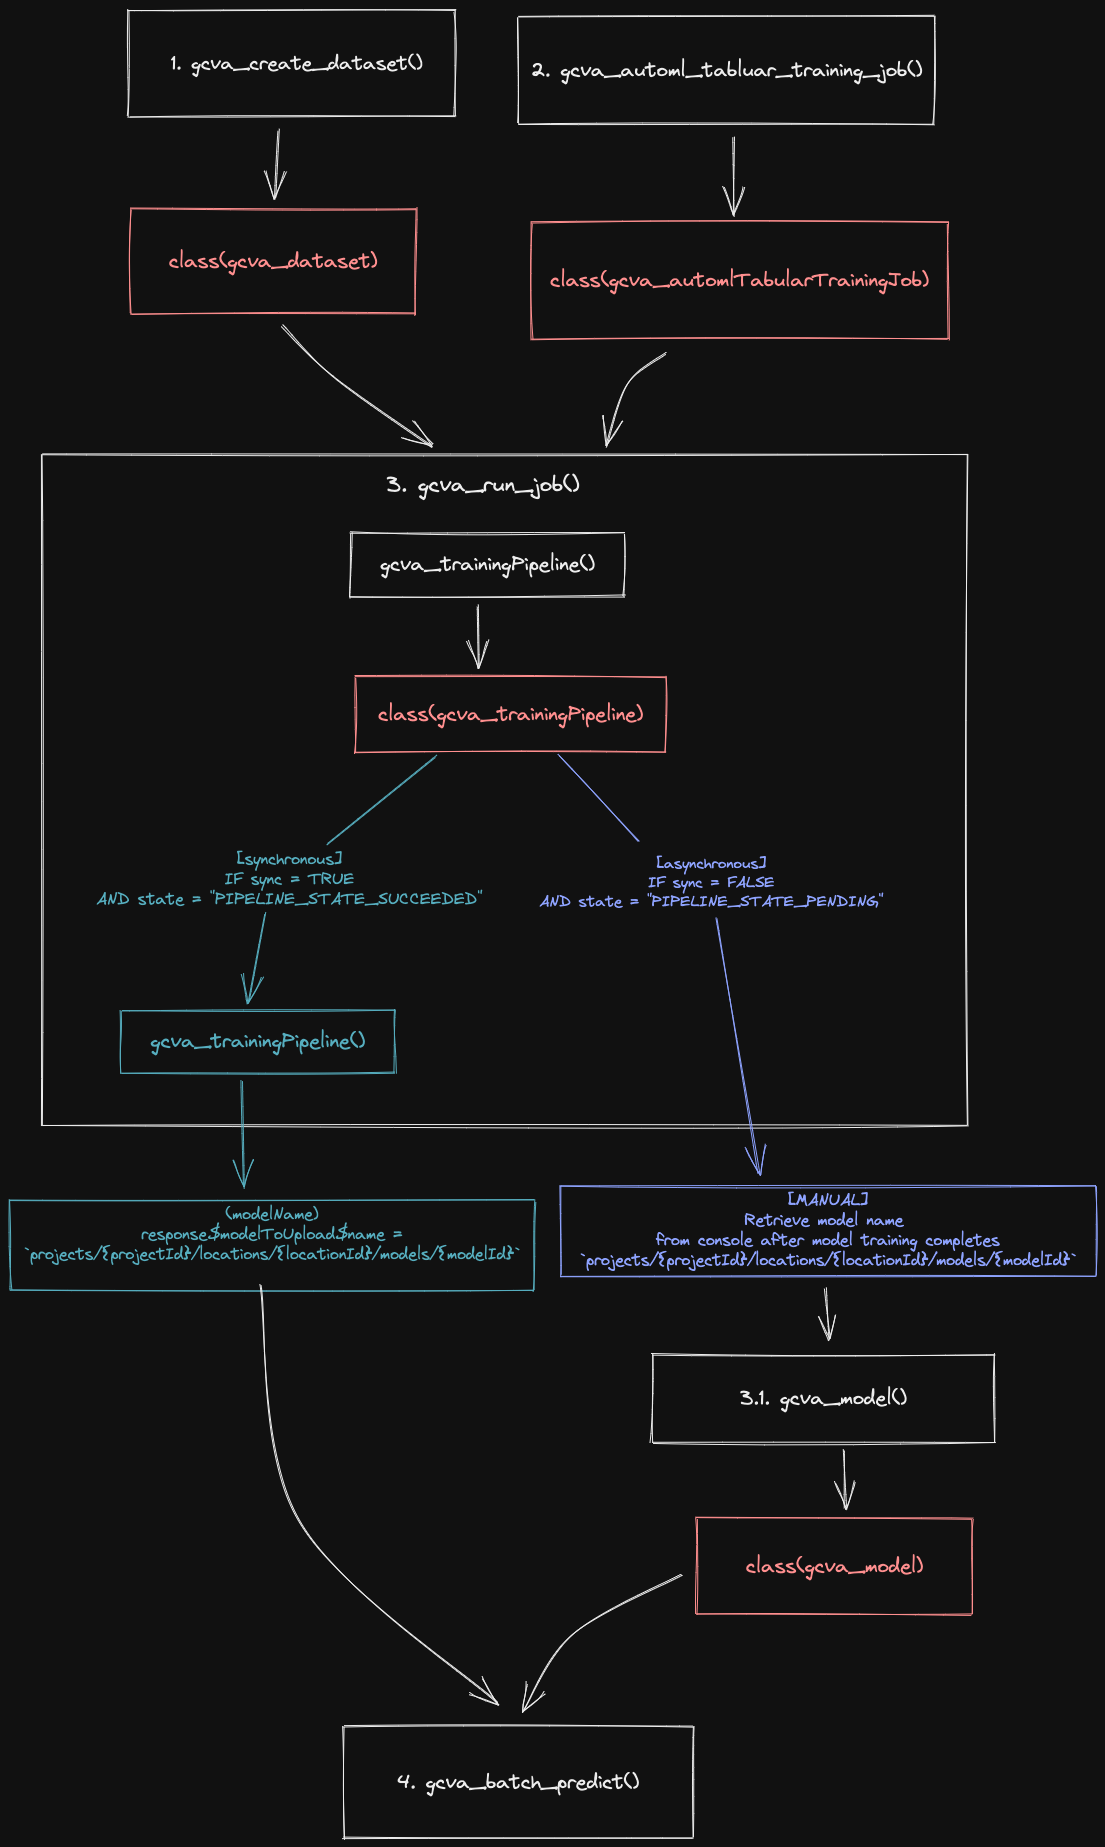 1. gcva_create_dataset()
2. gcva_automl_tabluar_training_job()
class(gcva_dataset)
class(gcva_automlTabularTrainingJob)
3. gcva_run_job()
gcva_trainingPipeline()
class(gcva_trainingPipeline)
[synchronous]
IF sync = TRUE
AND state = "PIPELINE_STATE_SUCCEEDED"
[asynchronous]
IF sync = FALSE
AND state = "PIPELINE_STATE_PENDING,"
gcva_trainingPipeline()
(modelName)
response$modelToUpload$name =
`projects/{projectId}/locations/{locationId}/models/{modelId}`
[MANUAL]
Retrieve model name
from console after model training completes
`projects/{projectId}/locations/{locationId}/models/{modelId}`
3.1. gcva_model()
class(gcva_model)
4. gcva_batch_predict()